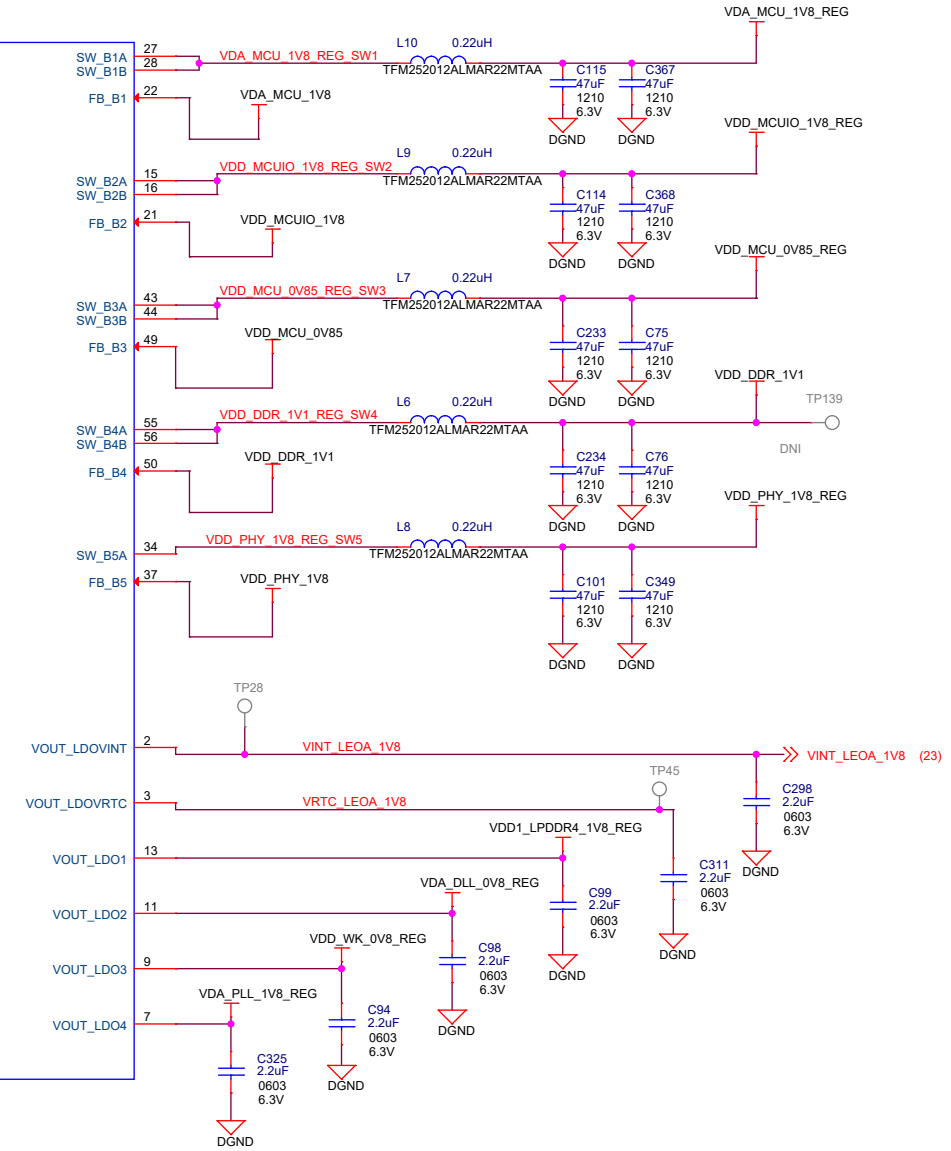 VDA_MCU_1V8_REG
L10 0.22uH
SW_B1A 27 VDA_MCU_1V8_REG_SW1
SW_B1B 28
TFM252012ALMAR22MTAA
C115 C367
47uF 47uF
1210 1210
6.3V 6.3V
FB_B1 22 VDA_MCU_1V8
DGND DGND
VDD_MCUIO_1V8_REG
L9 0.22uH
SW_B2A 15 VDD_MCUIO_1V8_REG_SW2
SW_B2B 16
TFM252012ALMAR22MTAA
C114 C368
47uF 47uF
1210 1210
6.3V 6.3V
FB_B2 21 VDD_MCUIO_1V8
DGND DGND
VDD_MCU_0V85_REG
L7 0.22uH
SW_B3A 43 VDD_MCU_0V85_REG_SW3
SW_B3B 44
TFM252012ALMAR22MTAA
FB_B3 49 VDD_MCU_0V85
C233 C75
47uF 47uF
1210 1210
6.3V 6.3V
DGND DGND
VDD_DDR_1V1
TP139
DNI
L6 0.22uH
SW_B4A 55 VDD_DDR_1V1_REG_SW4
SW_B4B 56
TFM252012ALMAR22MTAA
FB_B4 50 VDD_DDR_1V1
C234 C76
47uF 47uF
1210 1210
6.3V 6.3V
DGND DGND
VDD_PHY_1V8_REG
L8 0.22uH
SW_B5A 34 VDD_PHY_1V8_REG_SW5
TFM252012ALMAR22MTAA
FB_B5 37 VDD_PHY_1V8
C101 C349
47uF 47uF
1210 1210
6.3V 6.3V
DGND DGND
TP28
VOUT_LDOVINT 2 VINT_LEOA_1V8 VINT_LEOA_1V8 (23)
TP45
C298
2.2uF
0603
6.3V
DGND
VOUT_LDOVRTC 3 VRTC_LEOA_1V8
C311
2.2uF
0603
6.3V
DGND
VDD1_LPDDR4_1V8_REG
VOUT_LDO1 13
C99
2.2uF
0603
6.3V
DGND
VDA_DLL_0V8_REG
VOUT_LDO2 11
C98
2.2uF
0603
6.3V
DGND
VDD_WK_0V8_REG
VOUT_LDO3 9
C94
2.2uF
0603
6.3V
DGND
VDA_PLL_1V8_REG
VOUT_LDO4 7
C325
2.2uF
0603
6.3V
DGND